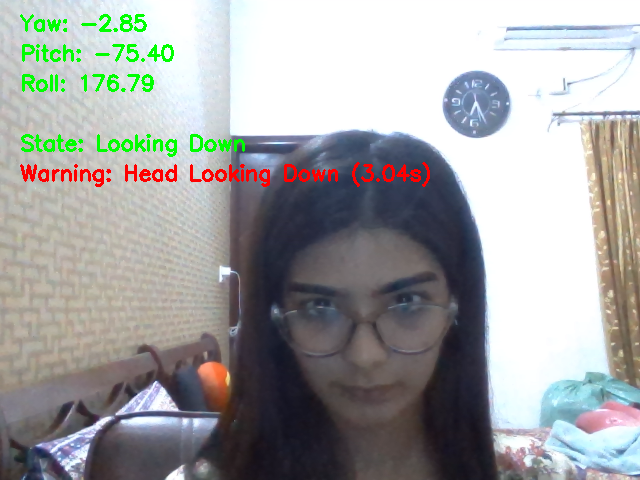 Yaw: -2.85
Pitch: -75.40
Roll: 176.79
State: Looking Down
Warning: Head Looking Down (3.04s)